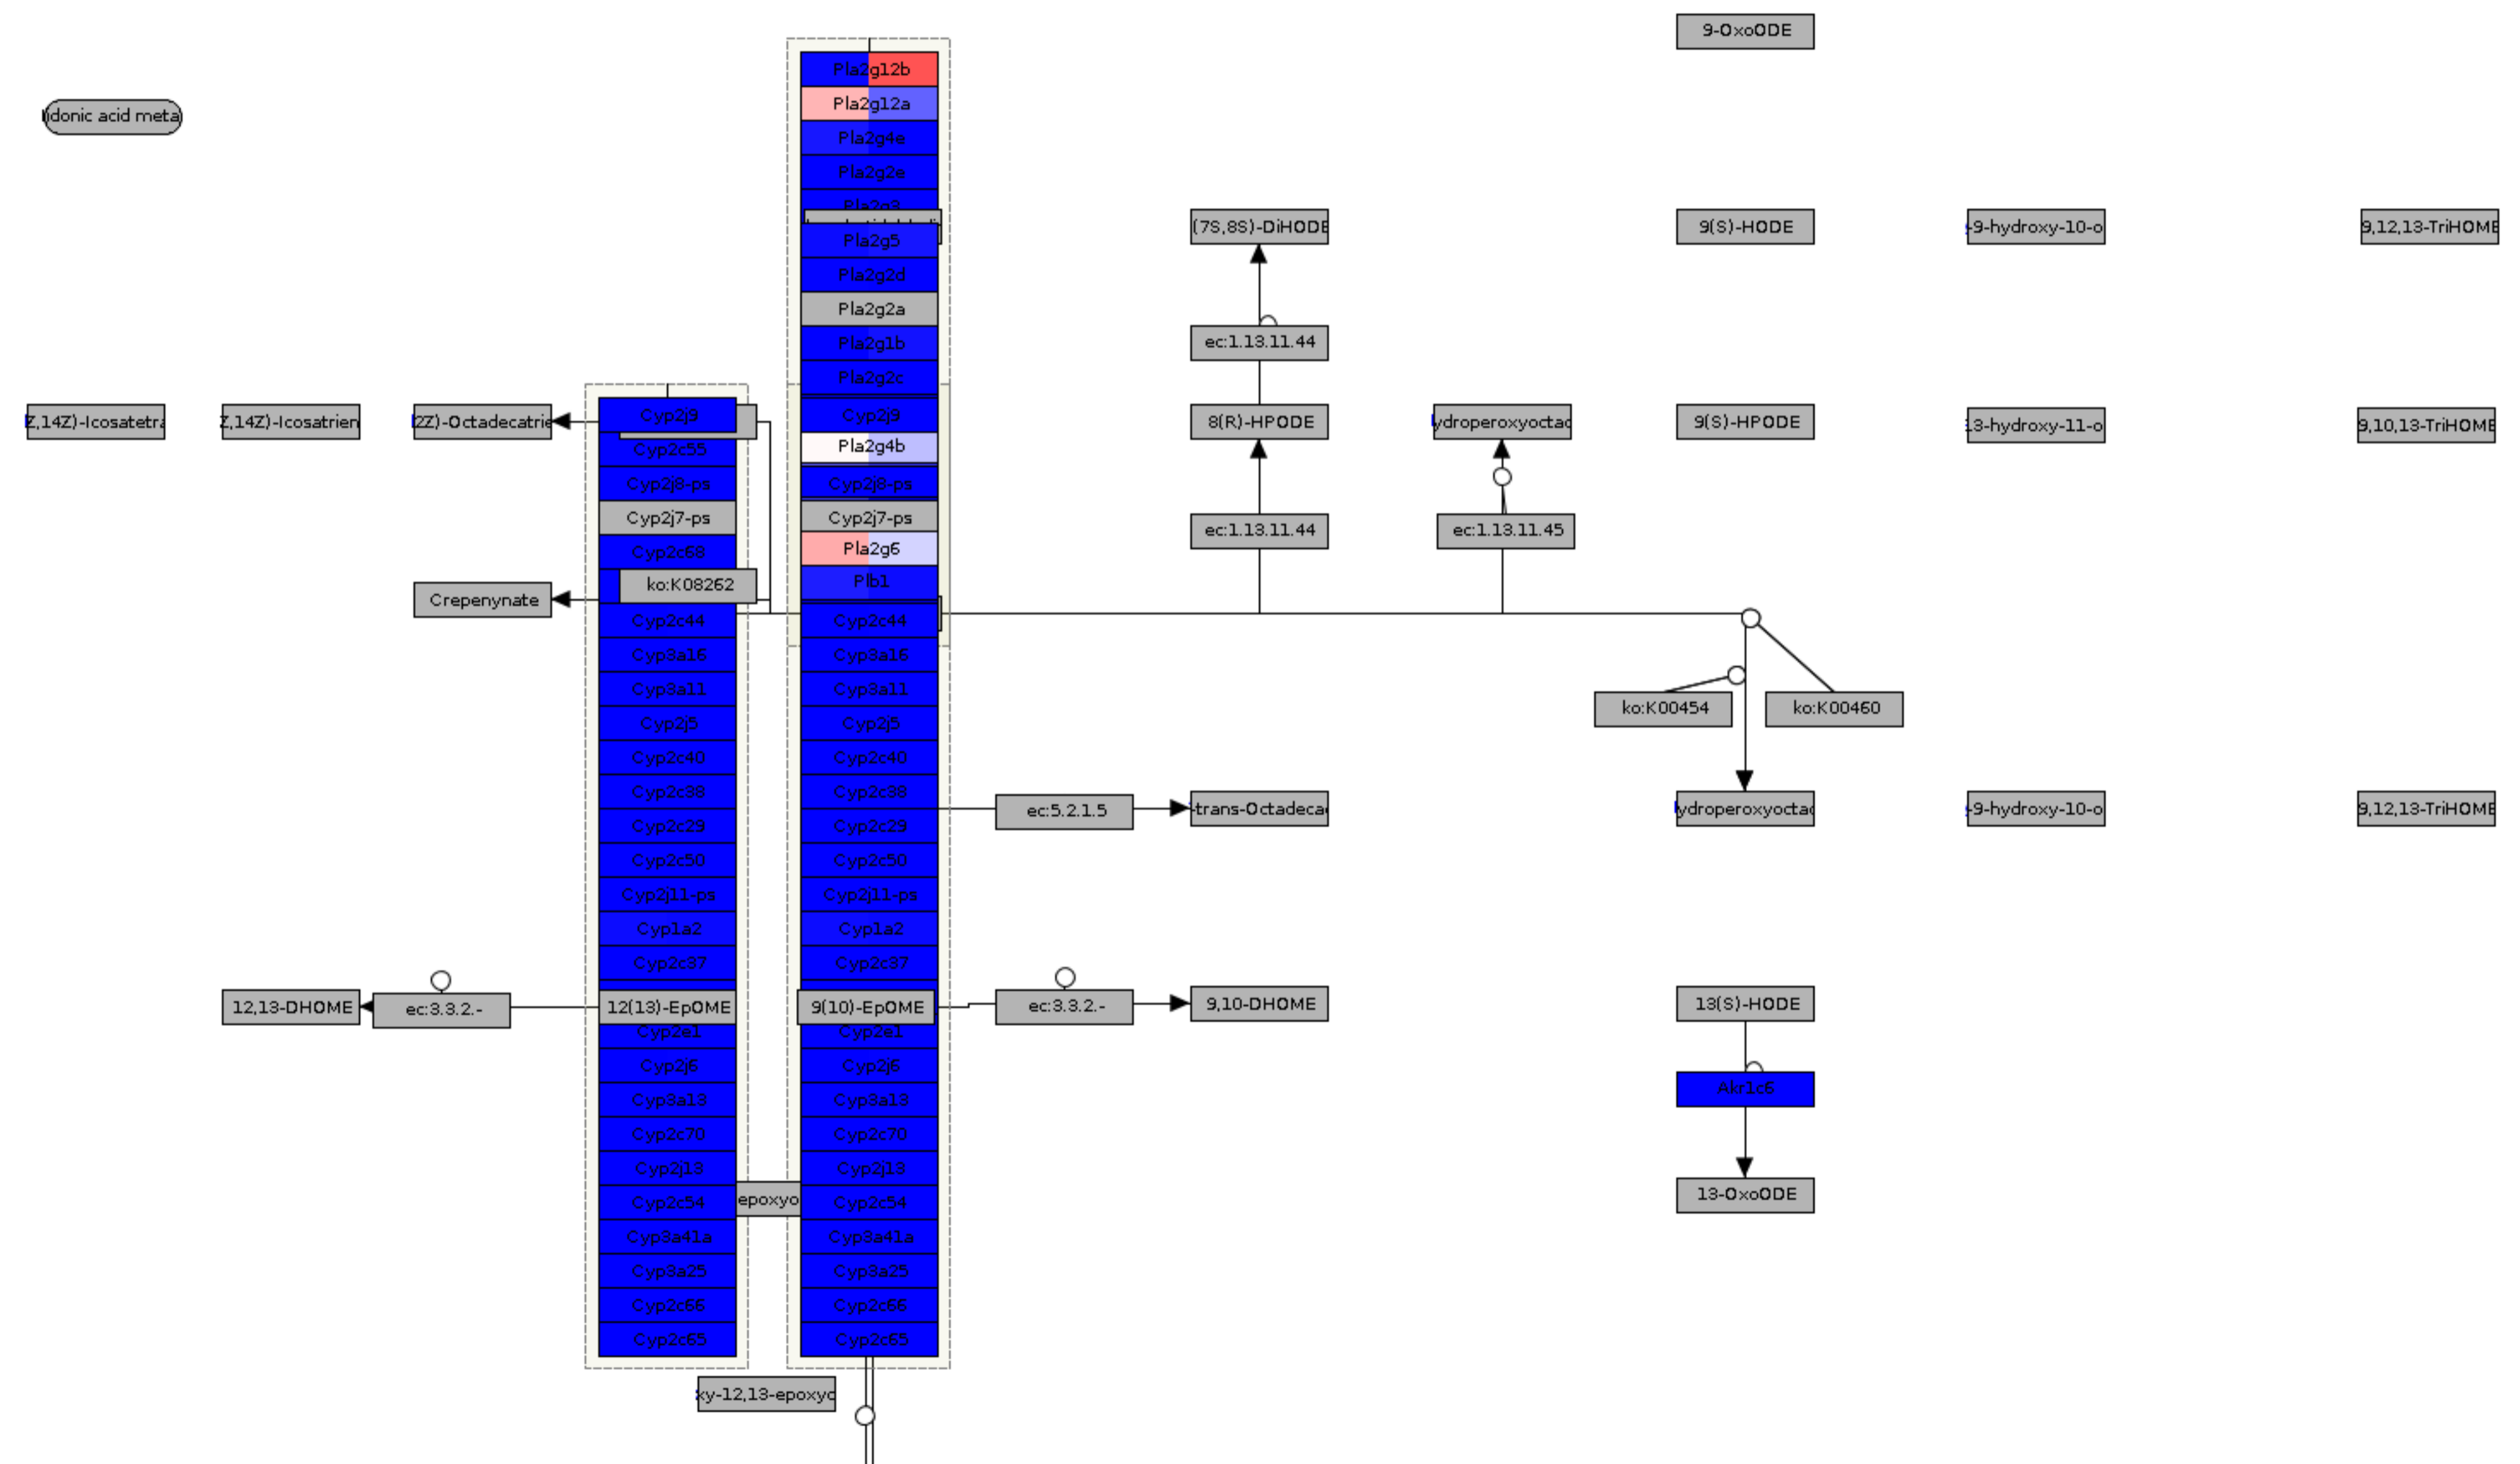 9-OxoODE
Pla2g12b
idonic acid meta
Pla2g12a
Pla2g4e
Pla2g2e
Pla2g3
(7S,8S)-DiHODE
9(S)-HODE
-9-hydroxy-10-o
9,12,13-TriHOME
Pla2g5
Pla2g2d
Pla2g2a
Pla2g1b
ec:1.13.11.44
Pla2g2c
Z,14Z)-Icosatetra
Z,14Z)-Icosatrien
2Z)-Octadecatrie
Cyp2j9
Cyp2j9
8(R)-HPODE
ydroperoxyoctad
9(S)-HPODE
13-hydroxy-11-o
9,10,13-TriHOME
Cyp2c55
Pla2g4b
Cyp2j8-ps
Cyp2j8-ps
Cyp2j7-ps
Cyp2j7-ps
ec:1.13.11.44
ec:1.13.11.45
Cyp2c68
Pla2g6
ko:K08262
Plb1
Crepenynate
Cyp2c44
Cyp2c44
Cyp3a16
Cyp3a16
Cyp3a11
Cyp3a11
ko:K00454
ko:K00460
Cyp2j5
Cyp2j5
Cyp2c40
Cyp2c40
Cyp2c38
Cyp2c38
ec:5.2.1.5
-trans-Octadecad
ydroperoxyoctad
-9-hydroxy-10-o
9,12,13-TriHOME
Cyp2c29
Cyp2c29
Cyp2c50
Cyp2c50
Cyp2j11-ps
Cyp2j11-ps
Cyp1a2
Cyp1a2
Cyp2c37
Cyp2c37
12,13-DHOME
ec:3.3.2.-
12(13)-EpOME
9(10)-EpOME
ec:3.3.2.-
9,10-DHOME
13(S)-HODE
Cyp2e1
Cyp2e1
Cyp2j6
Cyp2j6
Akr1c6
Cyp3a13
Cyp3a13
Cyp2c70
Cyp2c70
Cyp2j13
Cyp2j13
Cyp2c54
epoxyo
Cyp2c54
13-OxoODE
Cyp3a41a
Cyp3a41a
Cyp3a25
Cyp3a25
Cyp2c66
Cyp2c66
Cyp2c65
Cyp2c65
xy-12,13-epoxyo